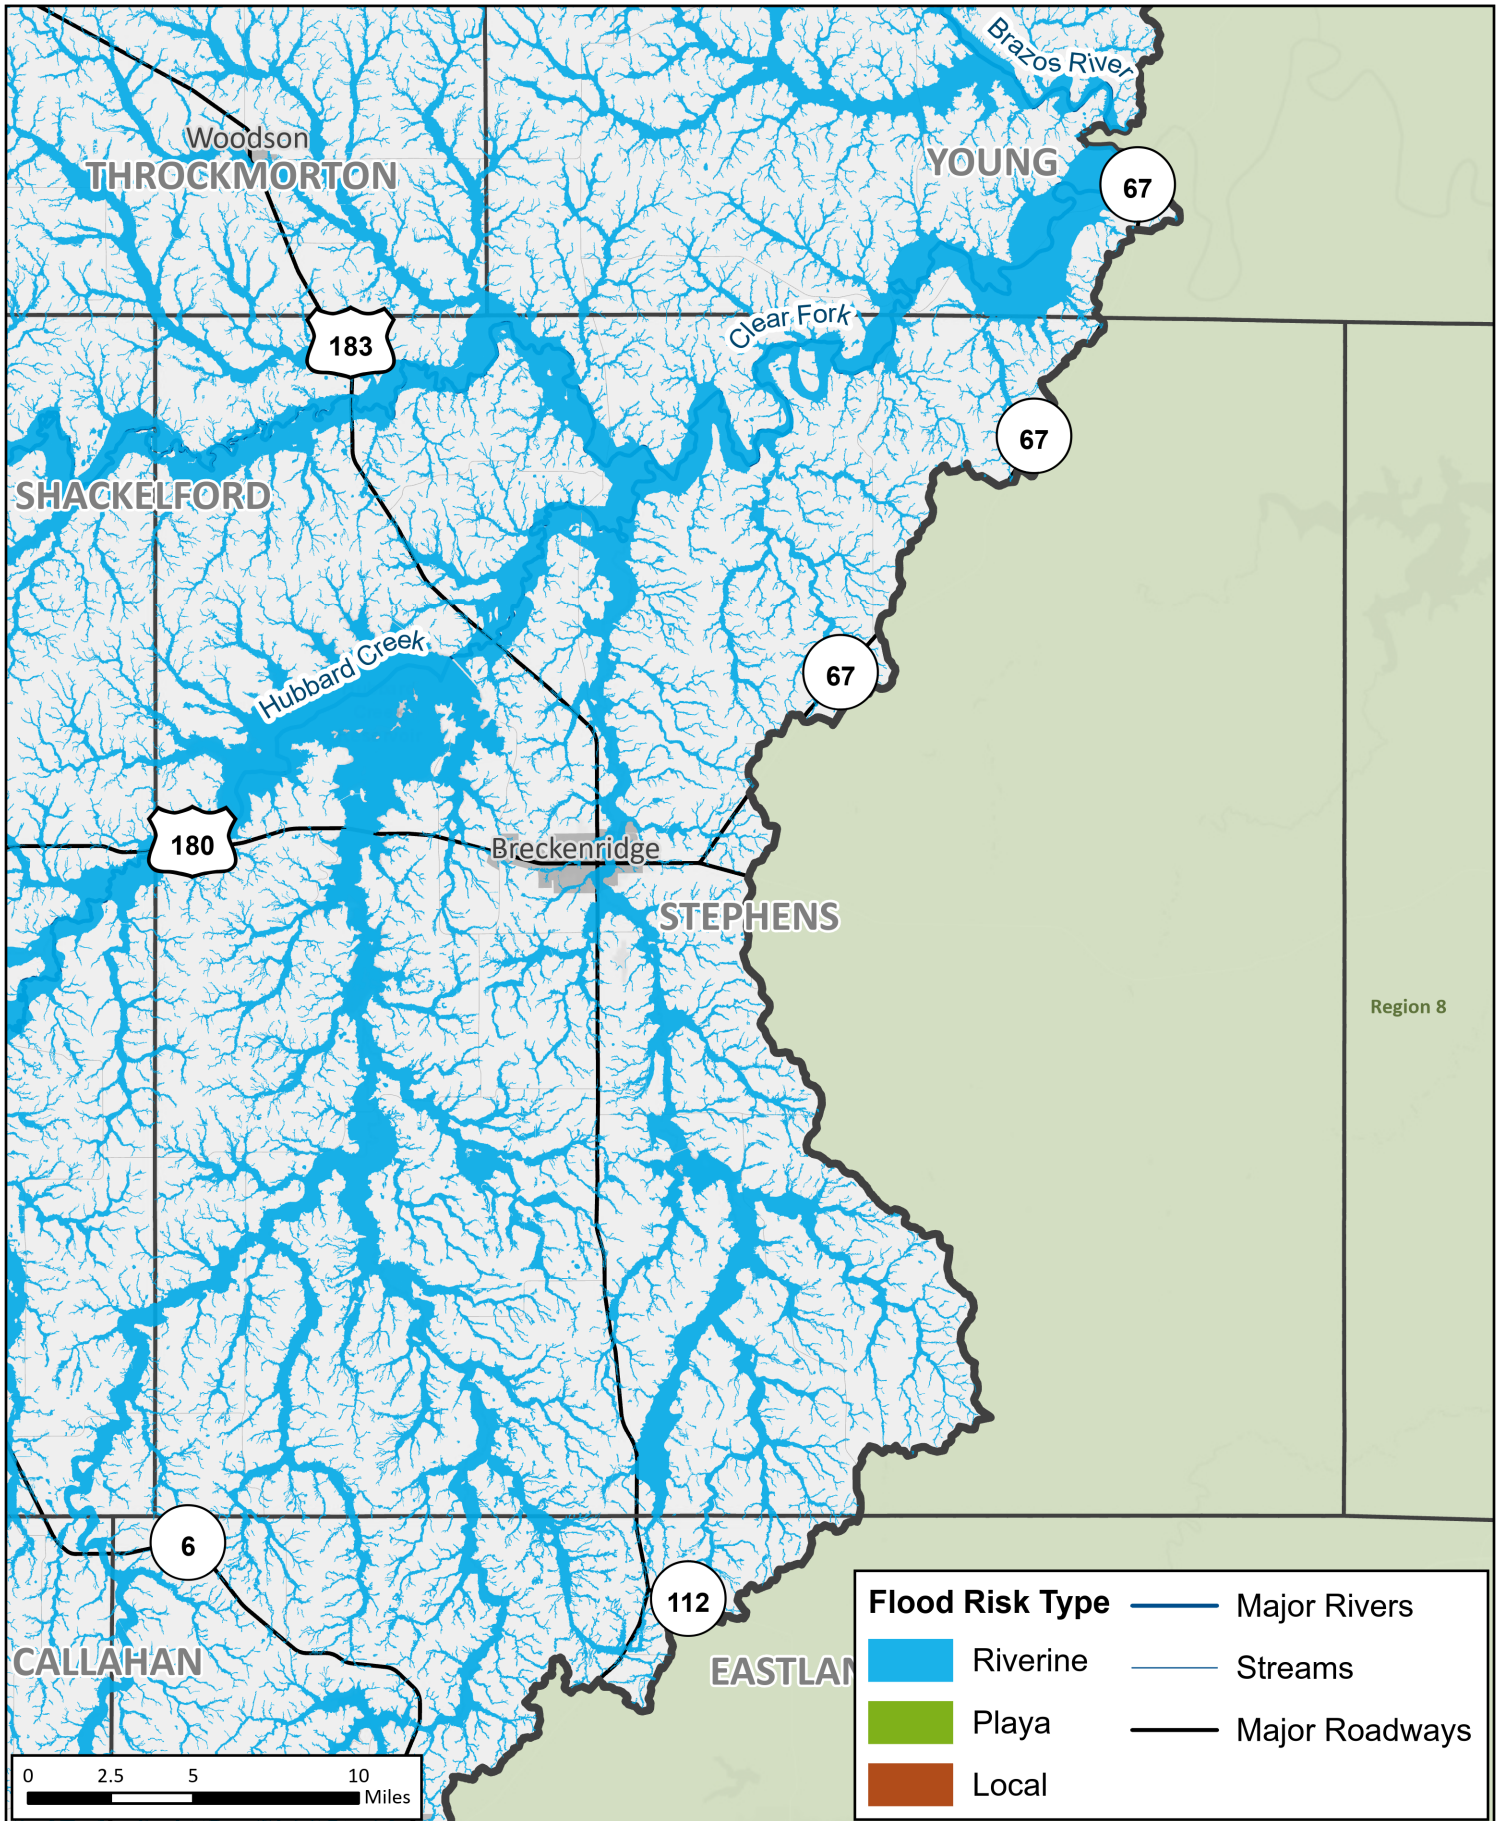 Brazos River
Woodson
THROCKMORTON
YOUNG
67
Clear Fork
183
67
SHACKELFORD
Hubbard Creek
67
180
Breckenridge
STEPHENS
Region 8
6
112
CALLAHAN
EASTLAN
Flood Risk Type
Riverine
Playa
Local
Major Rivers
Streams
Major Roadways
0 2.5 5 10
Miles